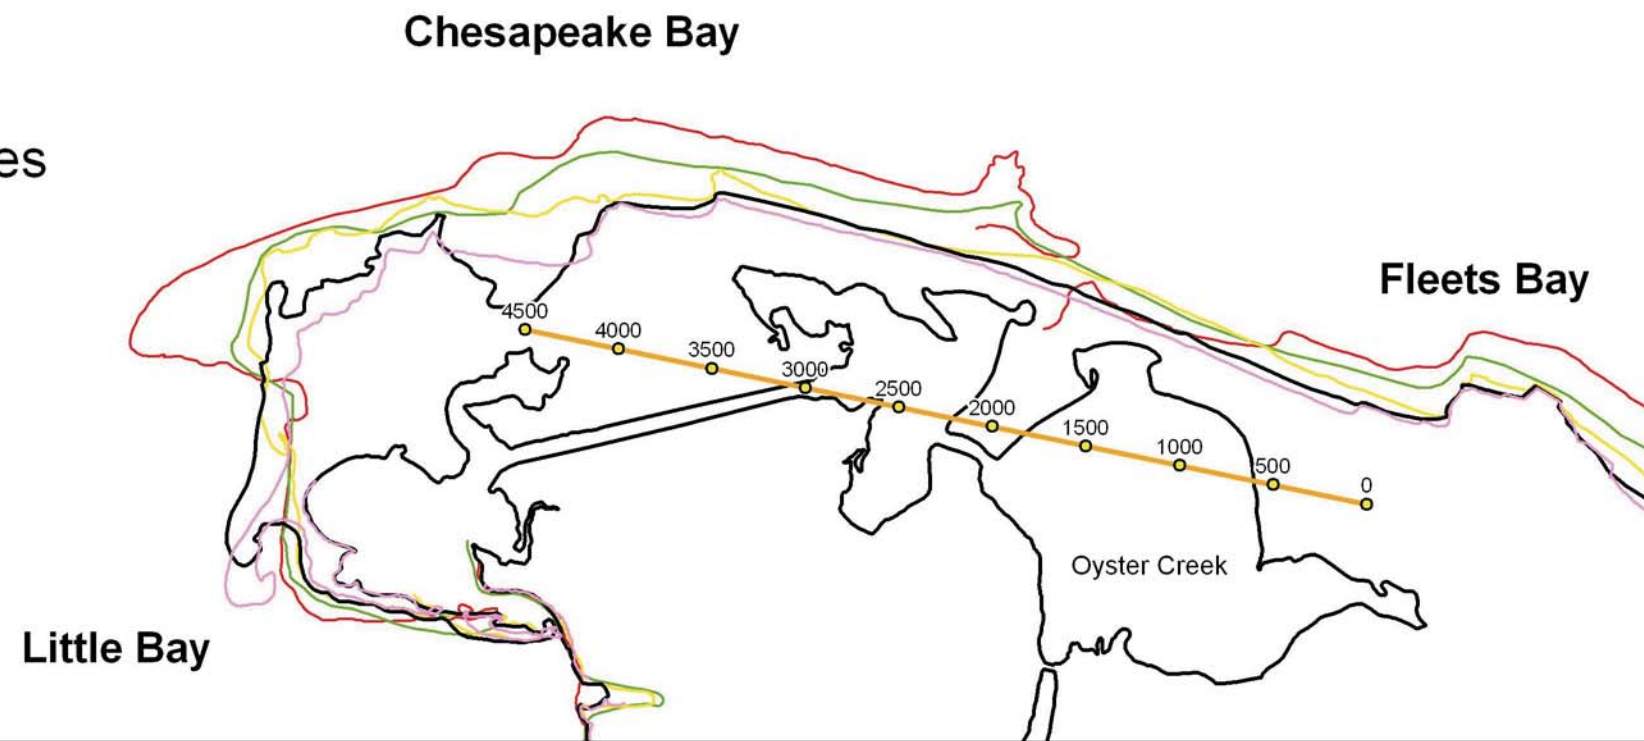 Chesapeake Bay
es
Fleets Bay
4500
4000
3500
3000
2500
2000
1500
1000
500
0
Oyster Creek
Little Bay